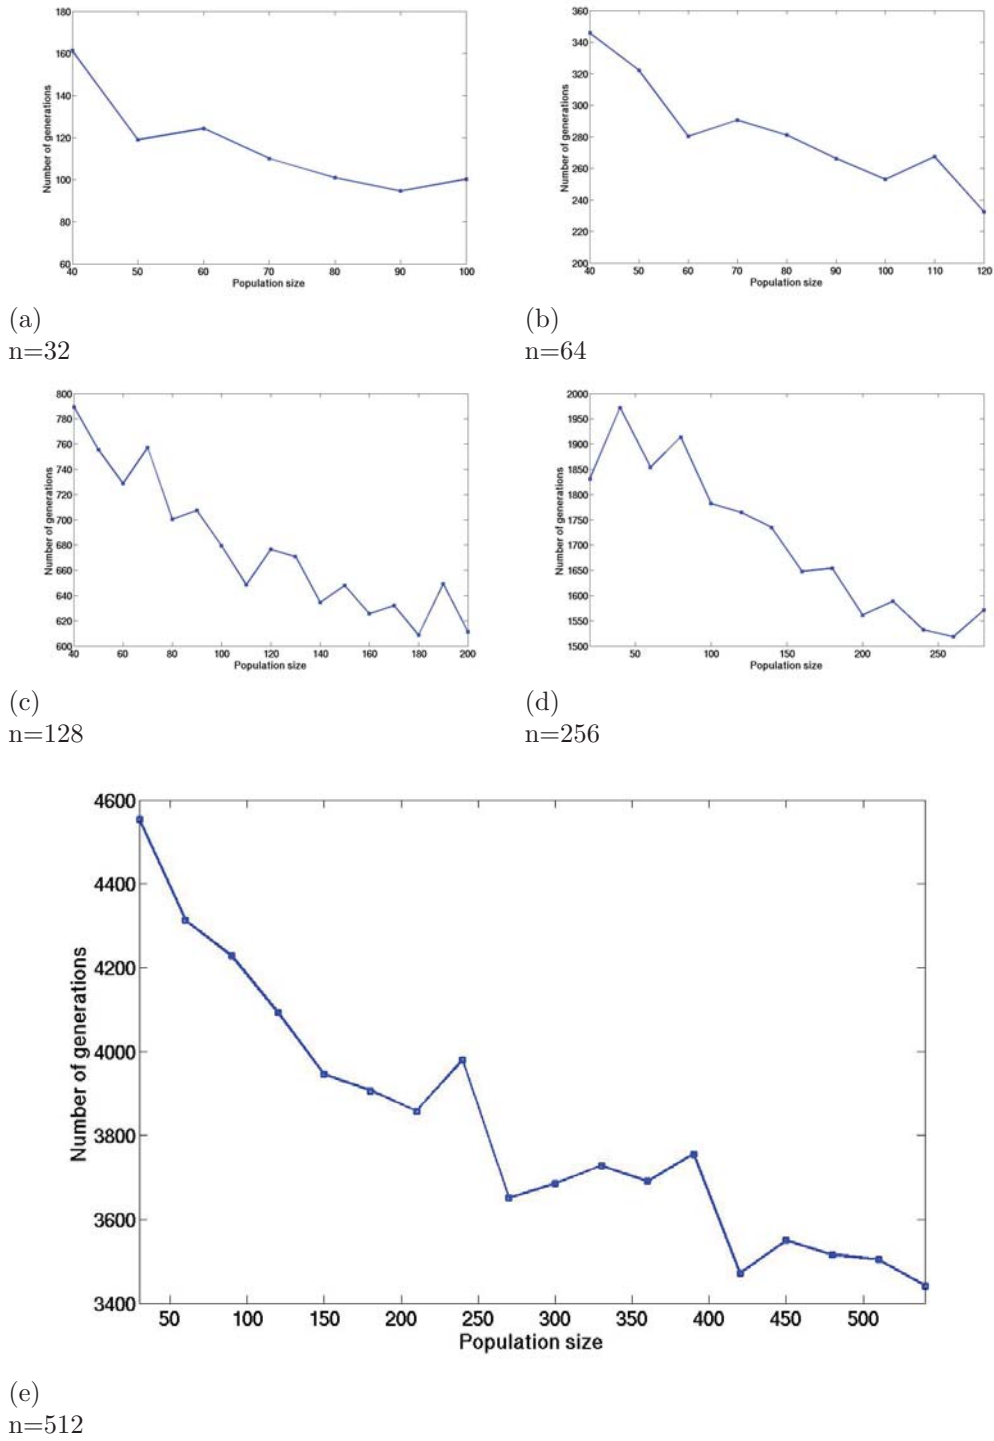 180
160
140
120
100
80
60
Number of generations
40 50 60 70 80 90 100
Population size
(a)
n=32
360
340
320
300
280
260
240
220
200
Number of generations
40 50 60 70 80 90 100 110 120
Population size
(b)
n=64
800
780
760
740
720
700
680
660
640
620
600
Number of generations
40 60 80 100 120 140 160 180 200
Population size
(c)
n=128
2000
1950
1900
1850
1800
1750
1700
1650
1600
1550
1500
Number of generations
50 100 150 200 250
Population size
(d)
n=256
4600
4400
4200
4000
3800
3600
3400
Number of generations
50 100 150 200 250 300 350 400 450 500
Population size
(e)
n=512